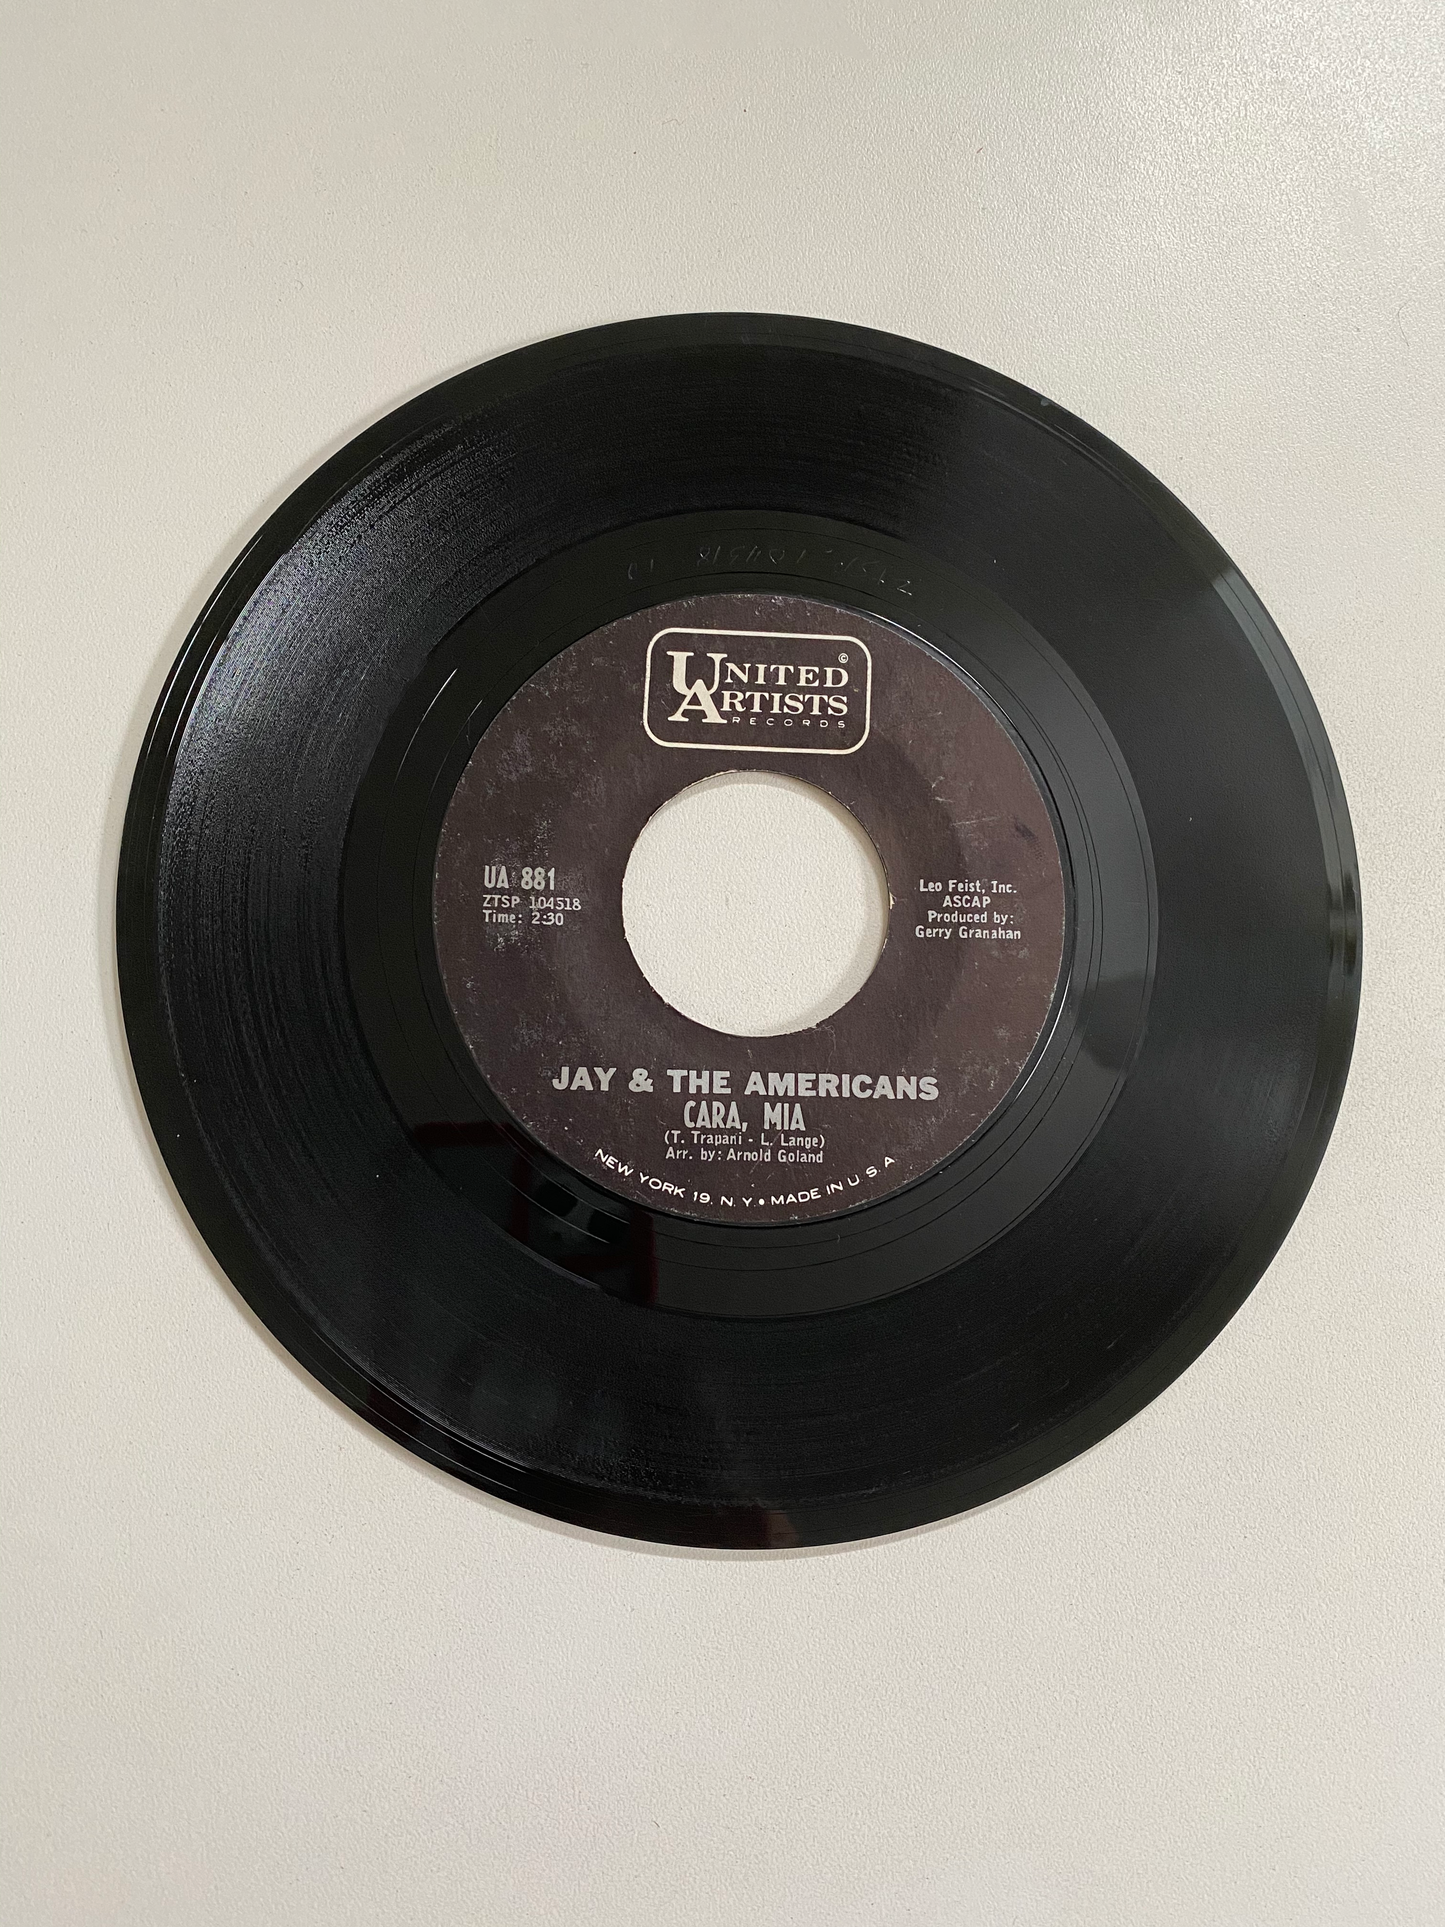 UNITED ©
ARTISTS
RECORDS
UA 881
ZTSP 104518
Time: 2:30
Leo Feist, Inc.
ASCAP
Produced by:
Gerry Granahan
JAY & THE AMERICANS
CARA, MIA
(T. Trapani - L. Lange)
Arr. by: Arnold Goland
NEW YORK 19, N. Y. • MADE IN U. S. A